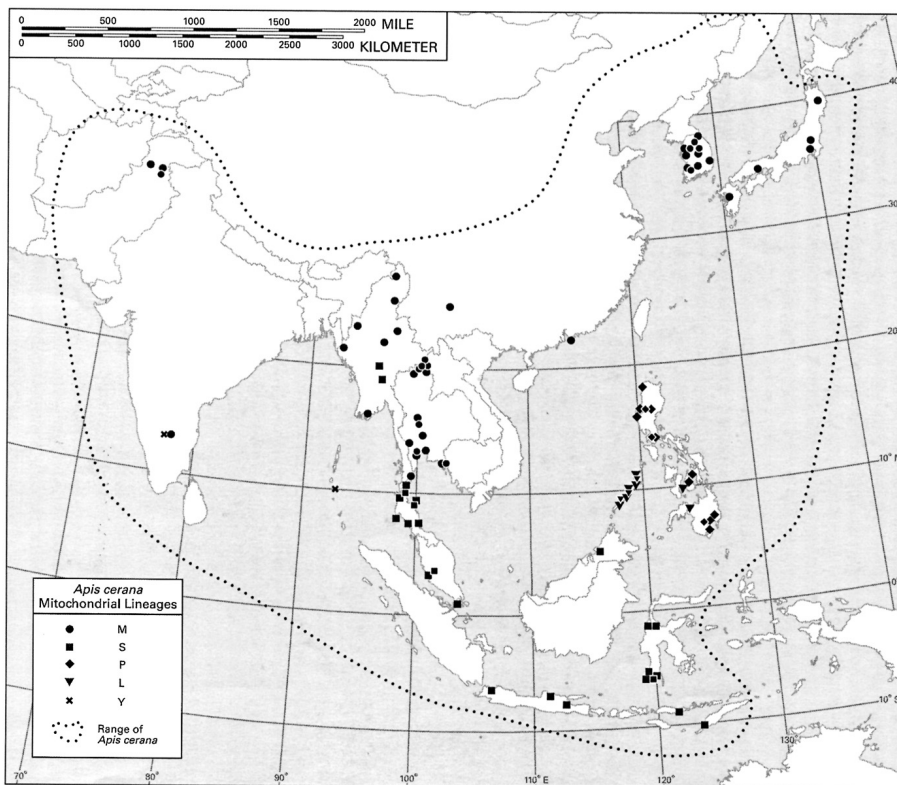 0 500 1000 1500 2000 MILE
0 500 1000 1500 2000 2500 3000 KILOMETER
40
30
20
10° N
0°
10° S
Apis cerana
Mitochondrial Lineages
M
S
P
L
Y
Range of
Apis cerana
70° 80° 90° 100° 110° E 120° 130°